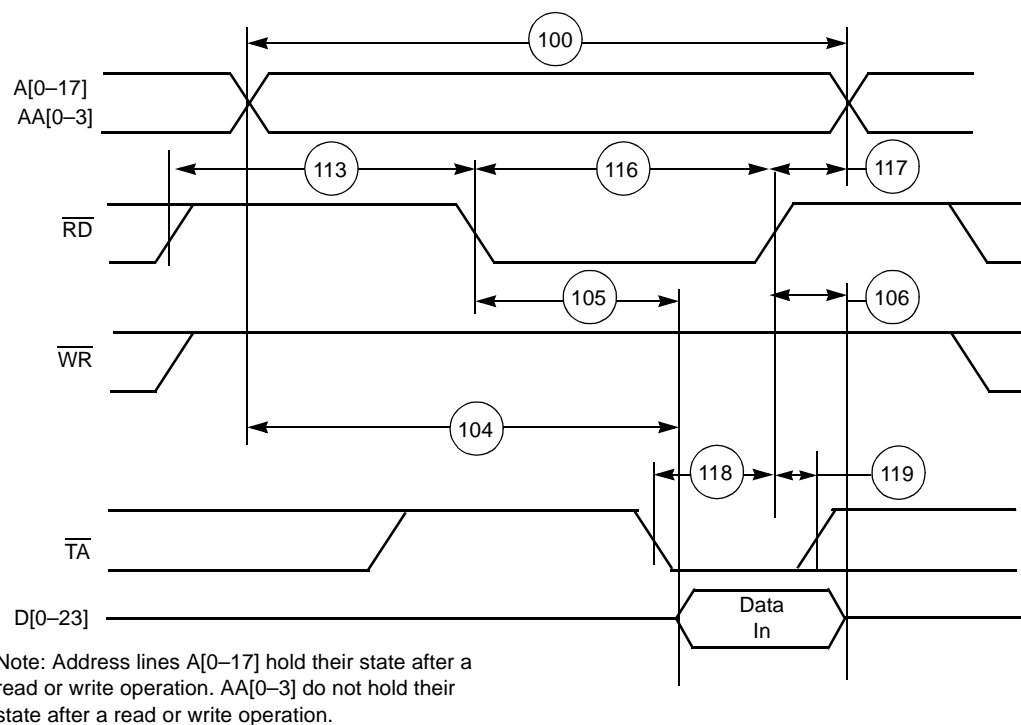 100
A[0–17]
AA[0–3]
113
116
117
RD
105
106
WR
104
118
119
TA
D[0–23]
Data
In
Note: Address lines A[0–17] hold their state after a
read or write operation. AA[0–3] do not hold their
state after a read or write operation.